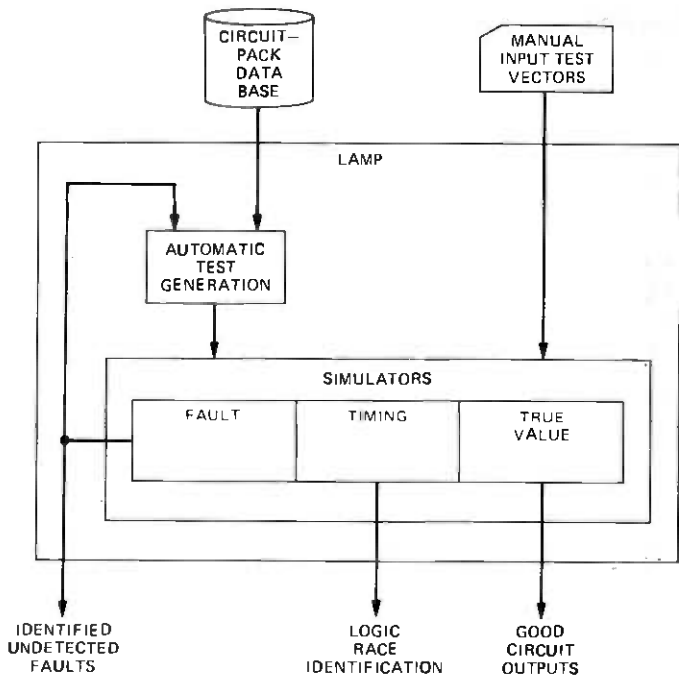 CIRCUIT—
PACK
DATA
BASE
MANUAL
INPUT TEST
VECTORS
LAMP
AUTOMATIC
TEST
GENERATION
SIMULATORS
FAULT
TIMING
TRUE
VALUE
IDENTIFIED
UNDETECTED
FAULTS
LOGIC
RACE
IDENTIFICATION
GOOD
CIRCUIT
OUTPUTS